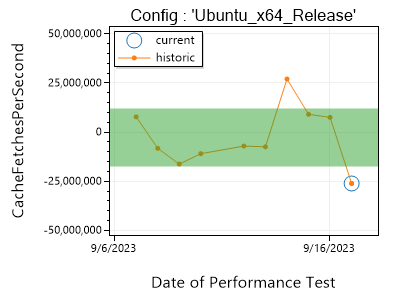 Config : 'Ubuntu_x64_Release'
50,000,000
current
historic
25,000,000
0
-25,000,000
-50,000,000
CacheFetchesPerSecond
9/6/2023
9/16/2023
Date of Performance Test